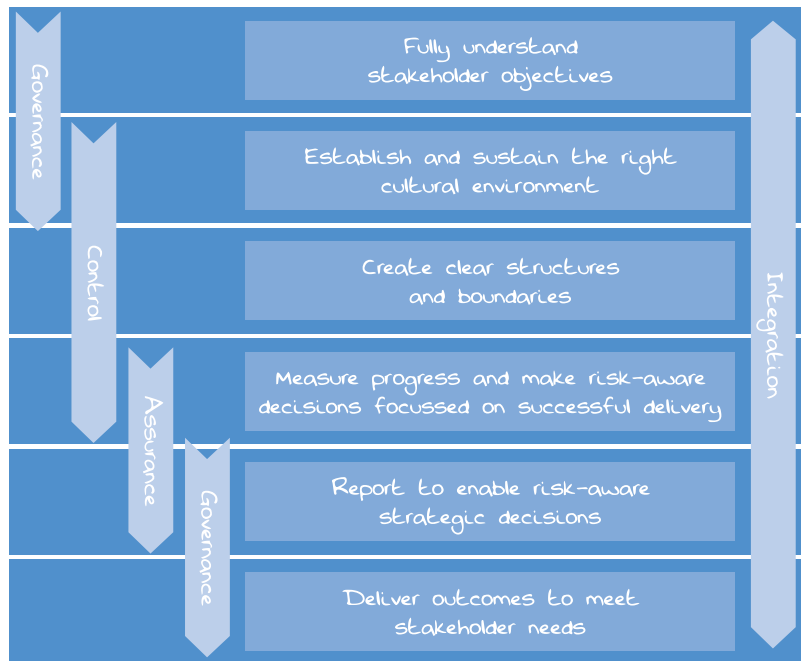 Governance
Fully understand
stakeholder objectives
Control
Establish and sustain the right
cultural environment
Create clear structures
and boundaries
Integration
Assurance
Measure progress and make risk-aware
decisions focussed on successful delivery
Governance
Report to enable risk-aware
strategic decisions
Deliver outcomes to meet
stakeholder needs